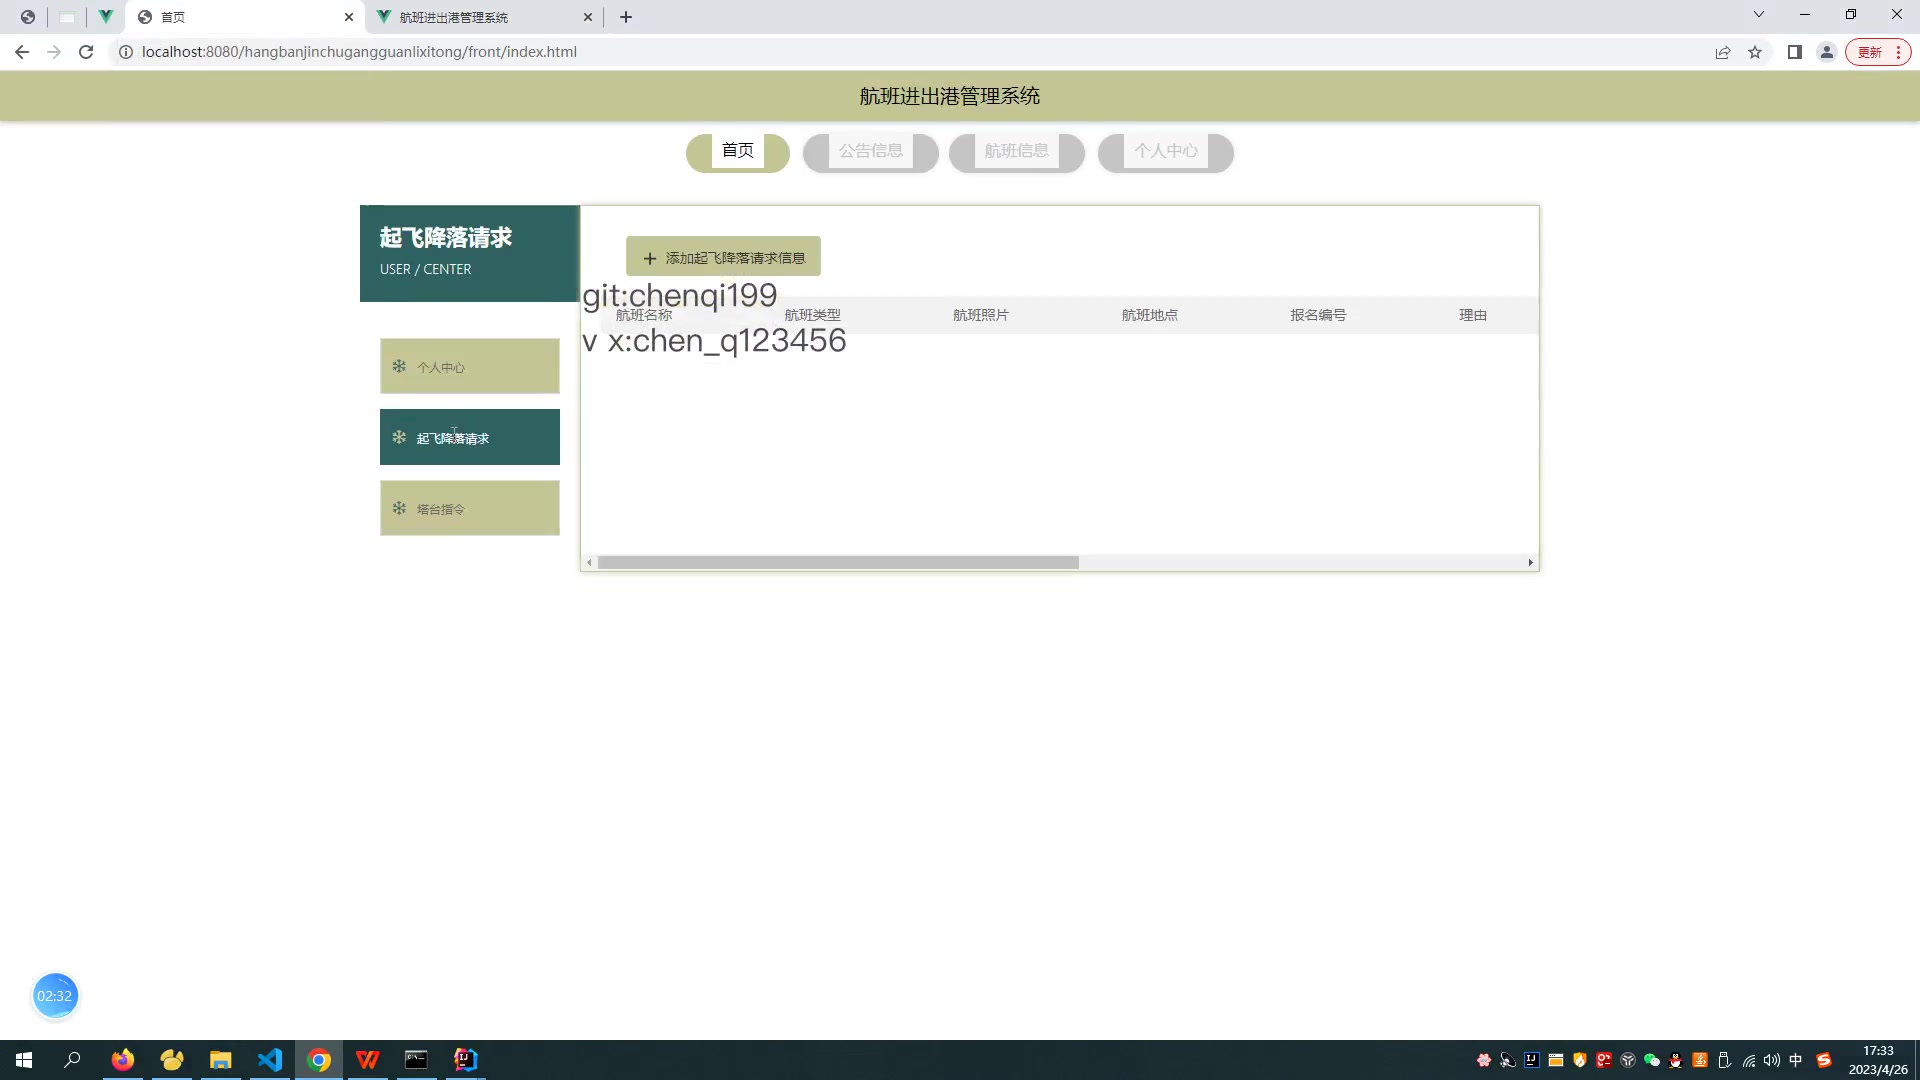 首页
航班进出港管理系统
localhost:8080/hangbanjinchugangguanlixitong/front/index.html
更新
航班进出港管理系统
首页
公告信息
航班信息
个人中心
起飞降落请求
USER / CENTER
添加起飞降落请求信息
git:chenqi199
航班名称
航班类型
航班照片
航班地点
报名编号
理由
v x:chen_q123456
个人中心
起飞降落请求
塔台指令
02:32
中
17:33
2023/4/26